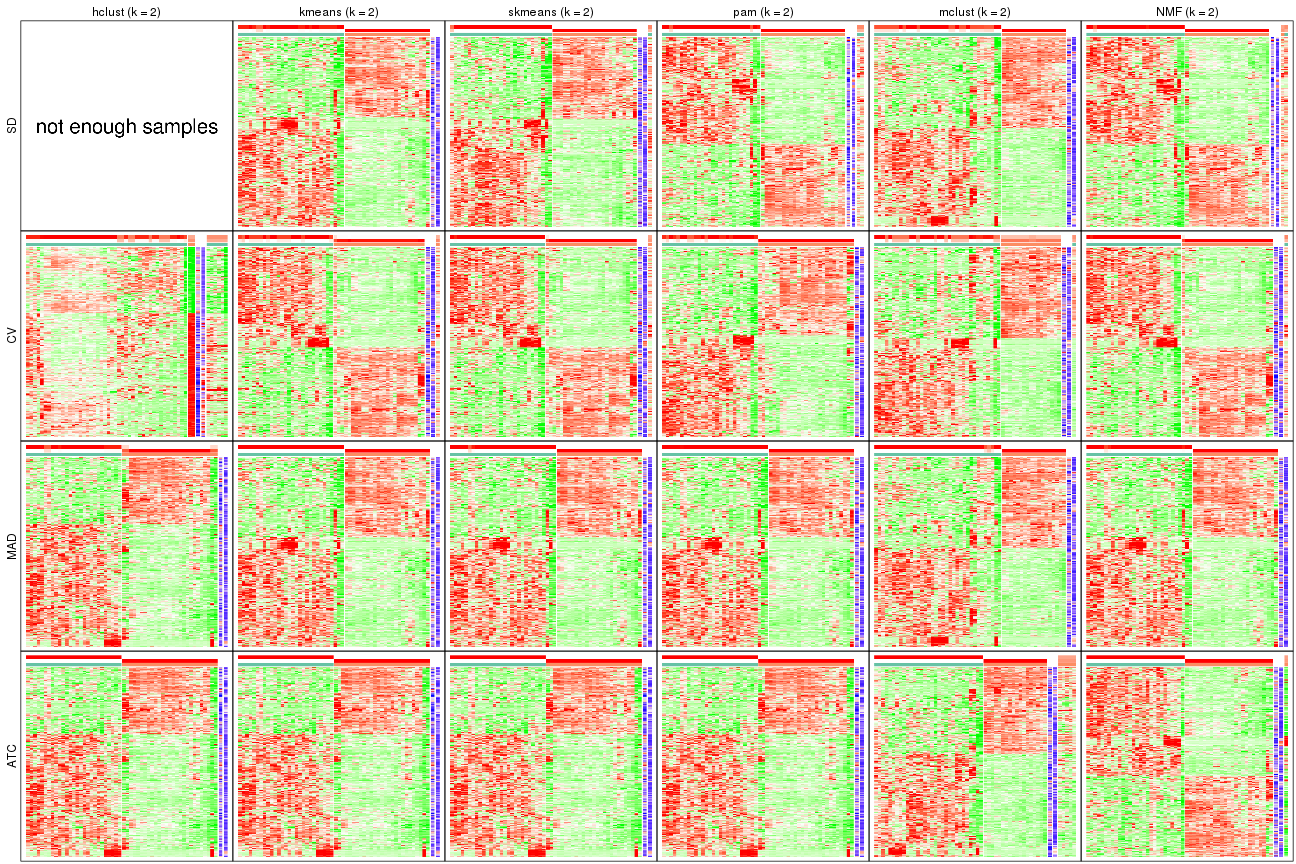 hclust (k = 2) kmeans (k = 2) skmeans (k = 2) pam (k = 2) mclust (k = 2) NMF (k = 2)
SD
not enough samples
CV
MAD
ATC